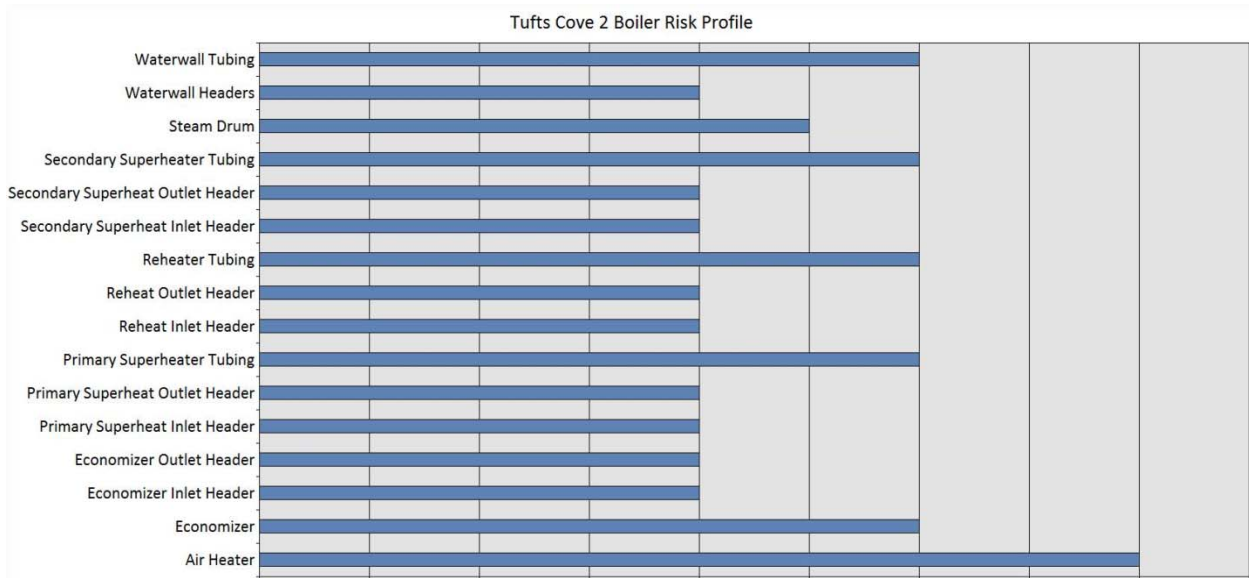 Tufts Cove 2 Boiler Risk Profile
Waterwall Tubing
Waterwall Headers
Steam Drum
Secondary Superheater Tubing
Secondary Superheat Outlet Header
Secondary Superheat Inlet Header
Reheater Tubing
Reheat Outlet Header
Reheat Inlet Header
Primary Superheater Tubing
Primary Superheat Outlet Header
Primary Superheat Inlet Header
Economizer Outlet Header
Economizer Inlet Header
Economizer
Air Heater